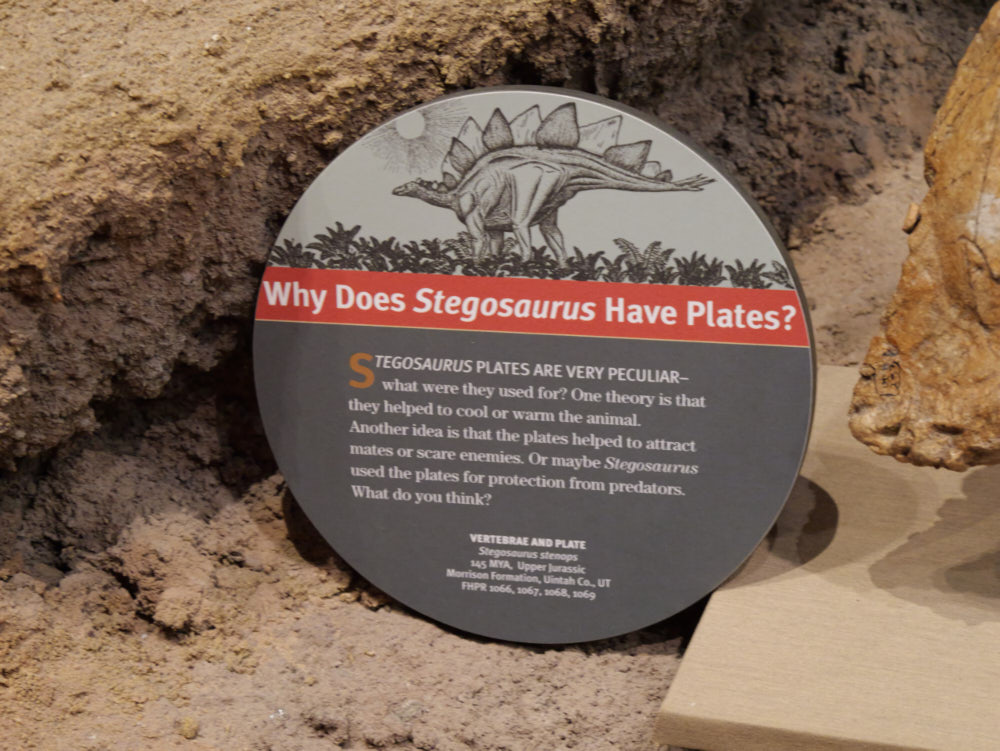 Why Does Stegosaurus Have Plates?
STEGOSAURUS PLATES ARE VERY PECULIAR–
what were they used for? One theory is that
they helped to cool or warm the animal.
Another idea is that the plates helped to attract
mates or scare enemies. Or maybe Stegosaurus
used the plates for protection from predators.
What do you think?
VERTEBRAE AND PLATE
Stegosaurus stenops
145 MYA, Upper Jurassic
Morrison Formation, Uintah Co., UT
FHPR 1066, 1067, 1068, 1069